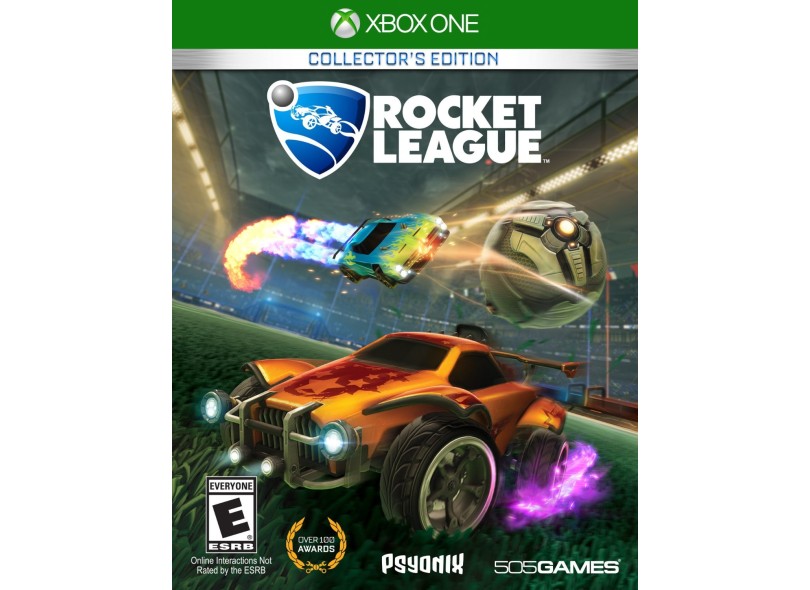 XBOX ONE
COLLECTOR'S EDITION
ROCKET
LEAGUE™
EVERYONE
E®
ESRB
Online Interactions Not
Rated by the ESRB
OVER 100
AWARDS
PSYONIX
505GAMES®